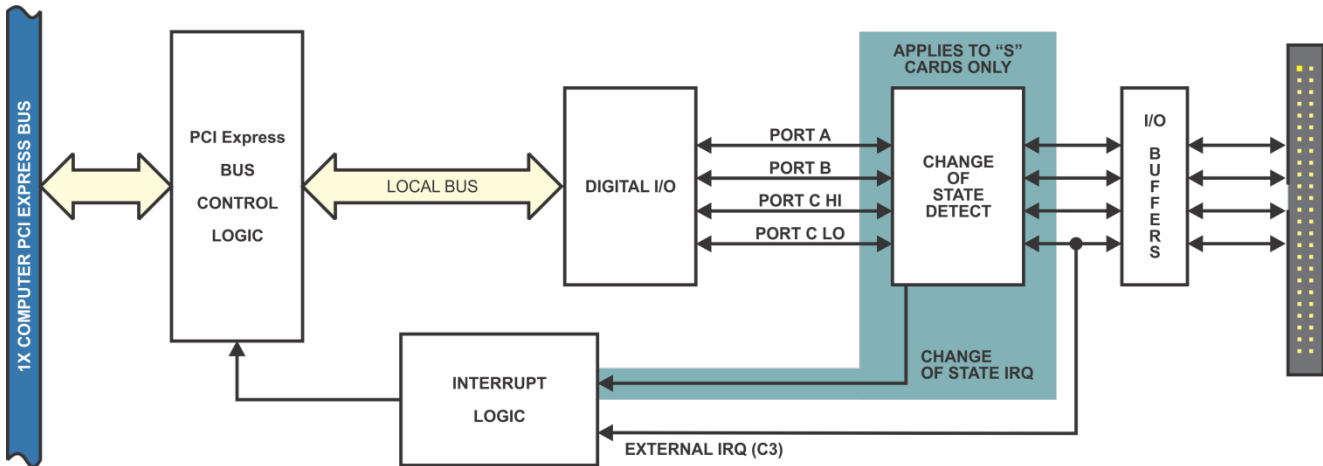 1X COMPUTER PCI EXPRESS BUS
PCI Express
BUS
CONTROL
LOGIC
LOCAL BUS
DIGITAL I/O
PORT A
PORT B
PORT C HI
PORT C LO
APPLIES TO “S”
CARDS ONLY
CHANGE
OF
STATE
DETECT
I/O
BUFFERS
INTERRUPT
LOGIC
CHANGE
OF STATE IRQ
EXTERNAL IRQ (C3)